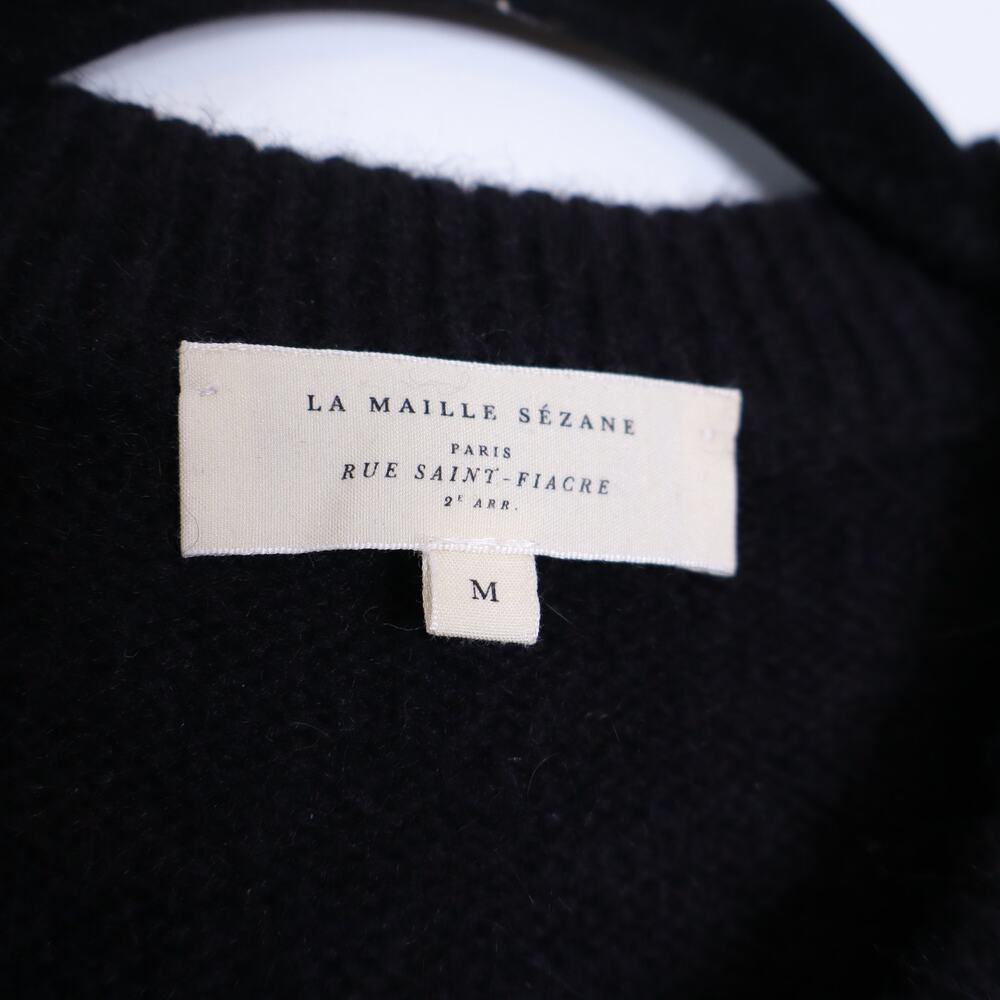 LA MAILLE SÉZANE
PARIS
RUE SAINT-FIACRE
2E ARR.
M